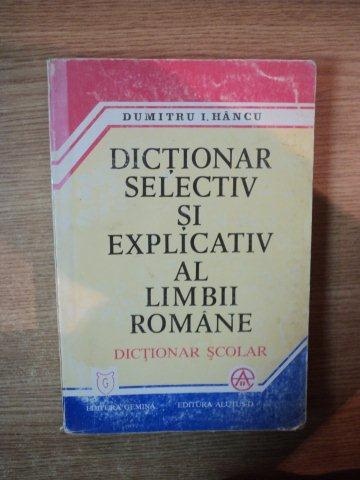 DUMITRU I. HÂNCU
DICȚIONAR
SELECTIV
ȘI
EXPLICATIV
AL
LIMBII
ROMÂNE
DICȚIONAR ȘCOLAR
EDITURA GEMINA EDITURA ALUTUS-D